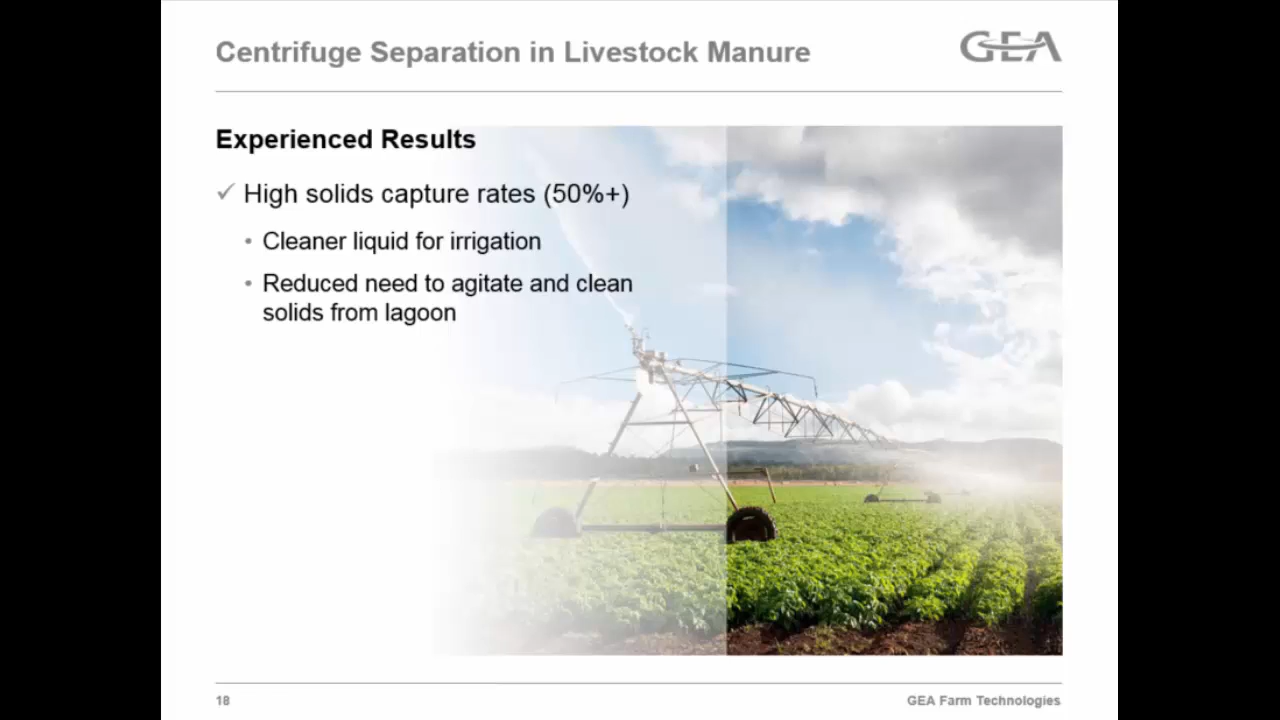 Centrifuge Separation in Livestock Manure
GEA
Experienced Results
✓ High solids capture rates (50%+)
• Cleaner liquid for irrigation
• Reduced need to agitate and clean
solids from lagoon
18
GEA Farm Technologies